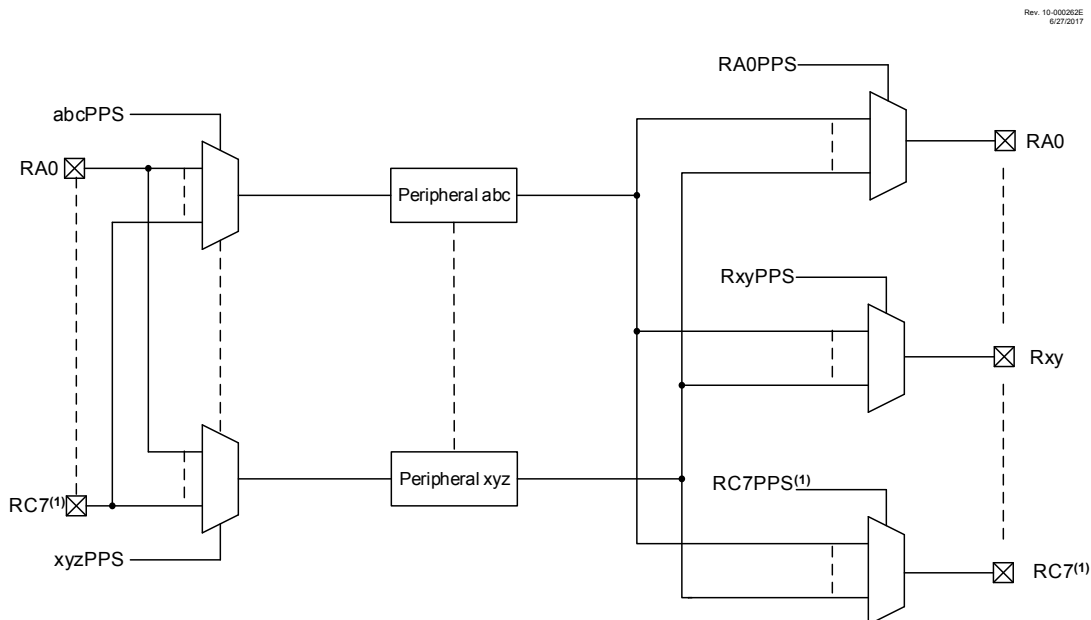 Rev. 10-000262E
6/27/2017
RA0PPS
abcPPS
RA0
RA0
Peripheral abc
RxyPPS
Rxy
Peripheral xyz
RC7PPS(1)
RC7(1)
xyzPPS
RC7(1)